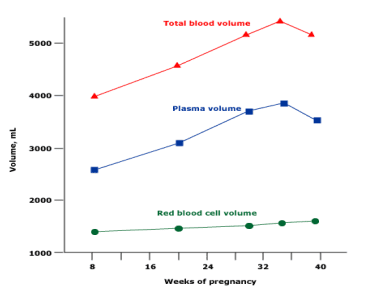 Total blood volume
5000
4000
Plasma volume
3000
2000
Red blood cell volume
1000
Volume, mL
8 16 24 32 40
Weeks of pregnancy